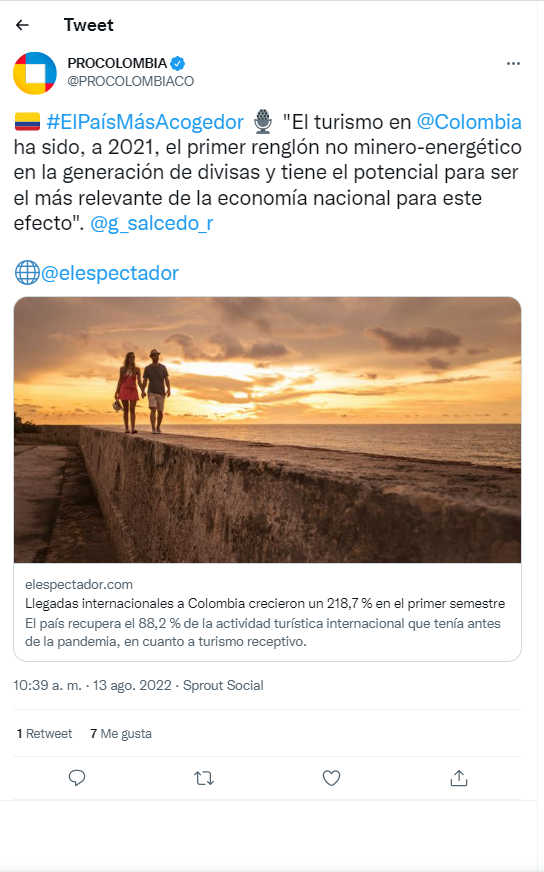 Tweet
PROCOLOMBIA
@PROCOLOMBIACO
#ElPaísMásAcogedor "El turismo en @Colombia
ha sido, a 2021, el primer renglón no minero-energético
en la generación de divisas y tiene el potencial para ser
el más relevante de la economía nacional para este
efecto". @g_salcedo_r
@elespectador
elespectador.com
Llegadas internacionales a Colombia crecieron un 218,7 % en el primer semestre
El país recupera el 88,2 % de la actividad turística internacional que tenía antes
de la pandemia, en cuanto a turismo receptivo.
10:39 a. m. · 13 ago. 2022 · Sprout Social
1 Retweet 7 Me gusta